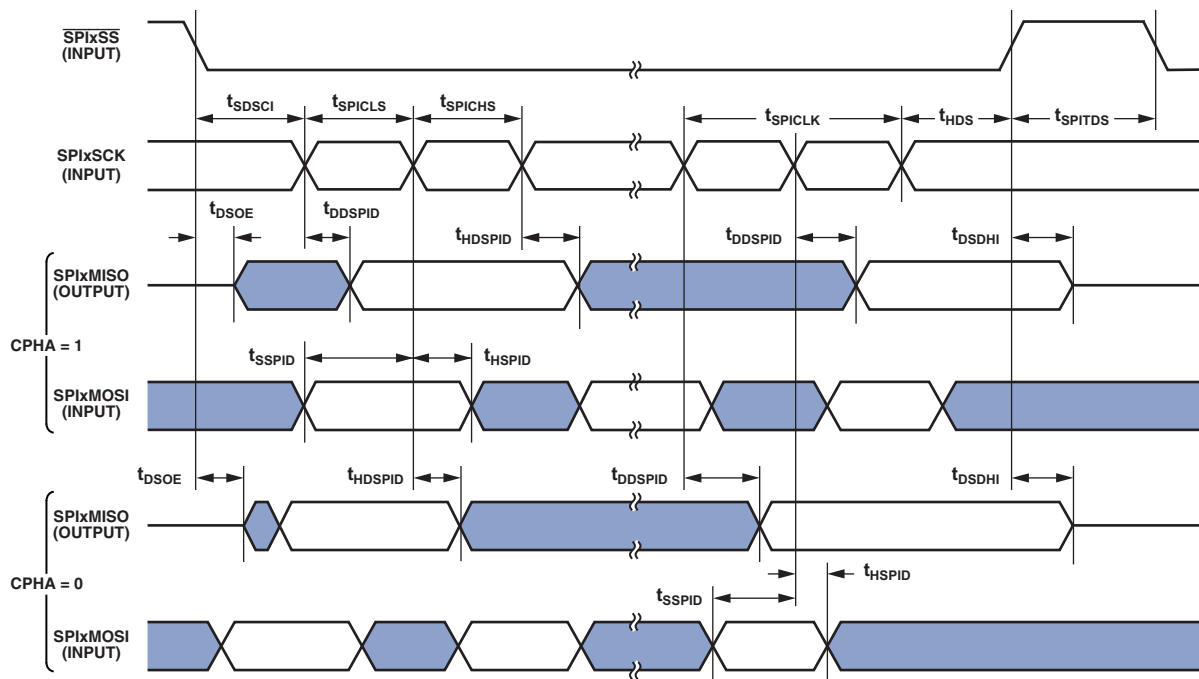 SPIxSS
(INPUT)
tSDSCI tSPICLS tSPICHS tSPICLK tHDS tSPITDS
SPIxSCK
(INPUT)
tDSOE tDDSPID tHDSPID tDDSPID tDSDHI
SPIxMISO
(OUTPUT)
CPHA = 1
tSSPID tHSPID
SPIxMOSI
(INPUT)
tDSOE tHDSPID tDDSPID tDSDHI
SPIxMISO
(OUTPUT)
CPHA = 0
tHSPID
tSSPID
SPIxMOSI
(INPUT)